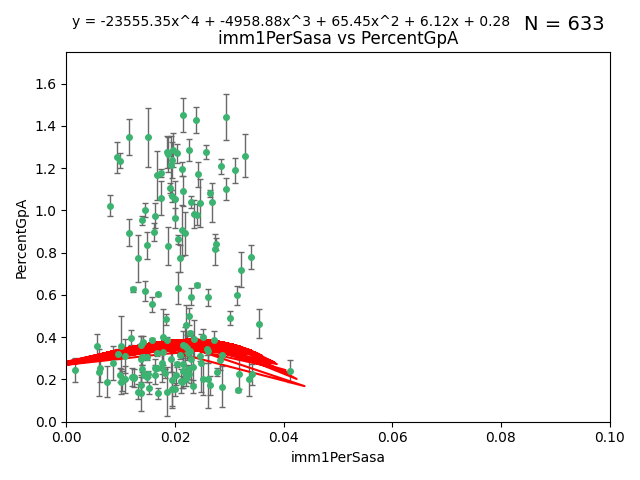 y = -23555.35x^4 + -4958.88x^3 + 65.45x^2 + 6.12x + 0.28 N = 633
imm1PerSasa vs PercentGpA
1.6
1.4
1.2
1.0
0.8
0.6
0.4
0.2
0.0
PercentGpA
0.00 0.02 0.04 0.06 0.08 0.10
imm1PerSasa